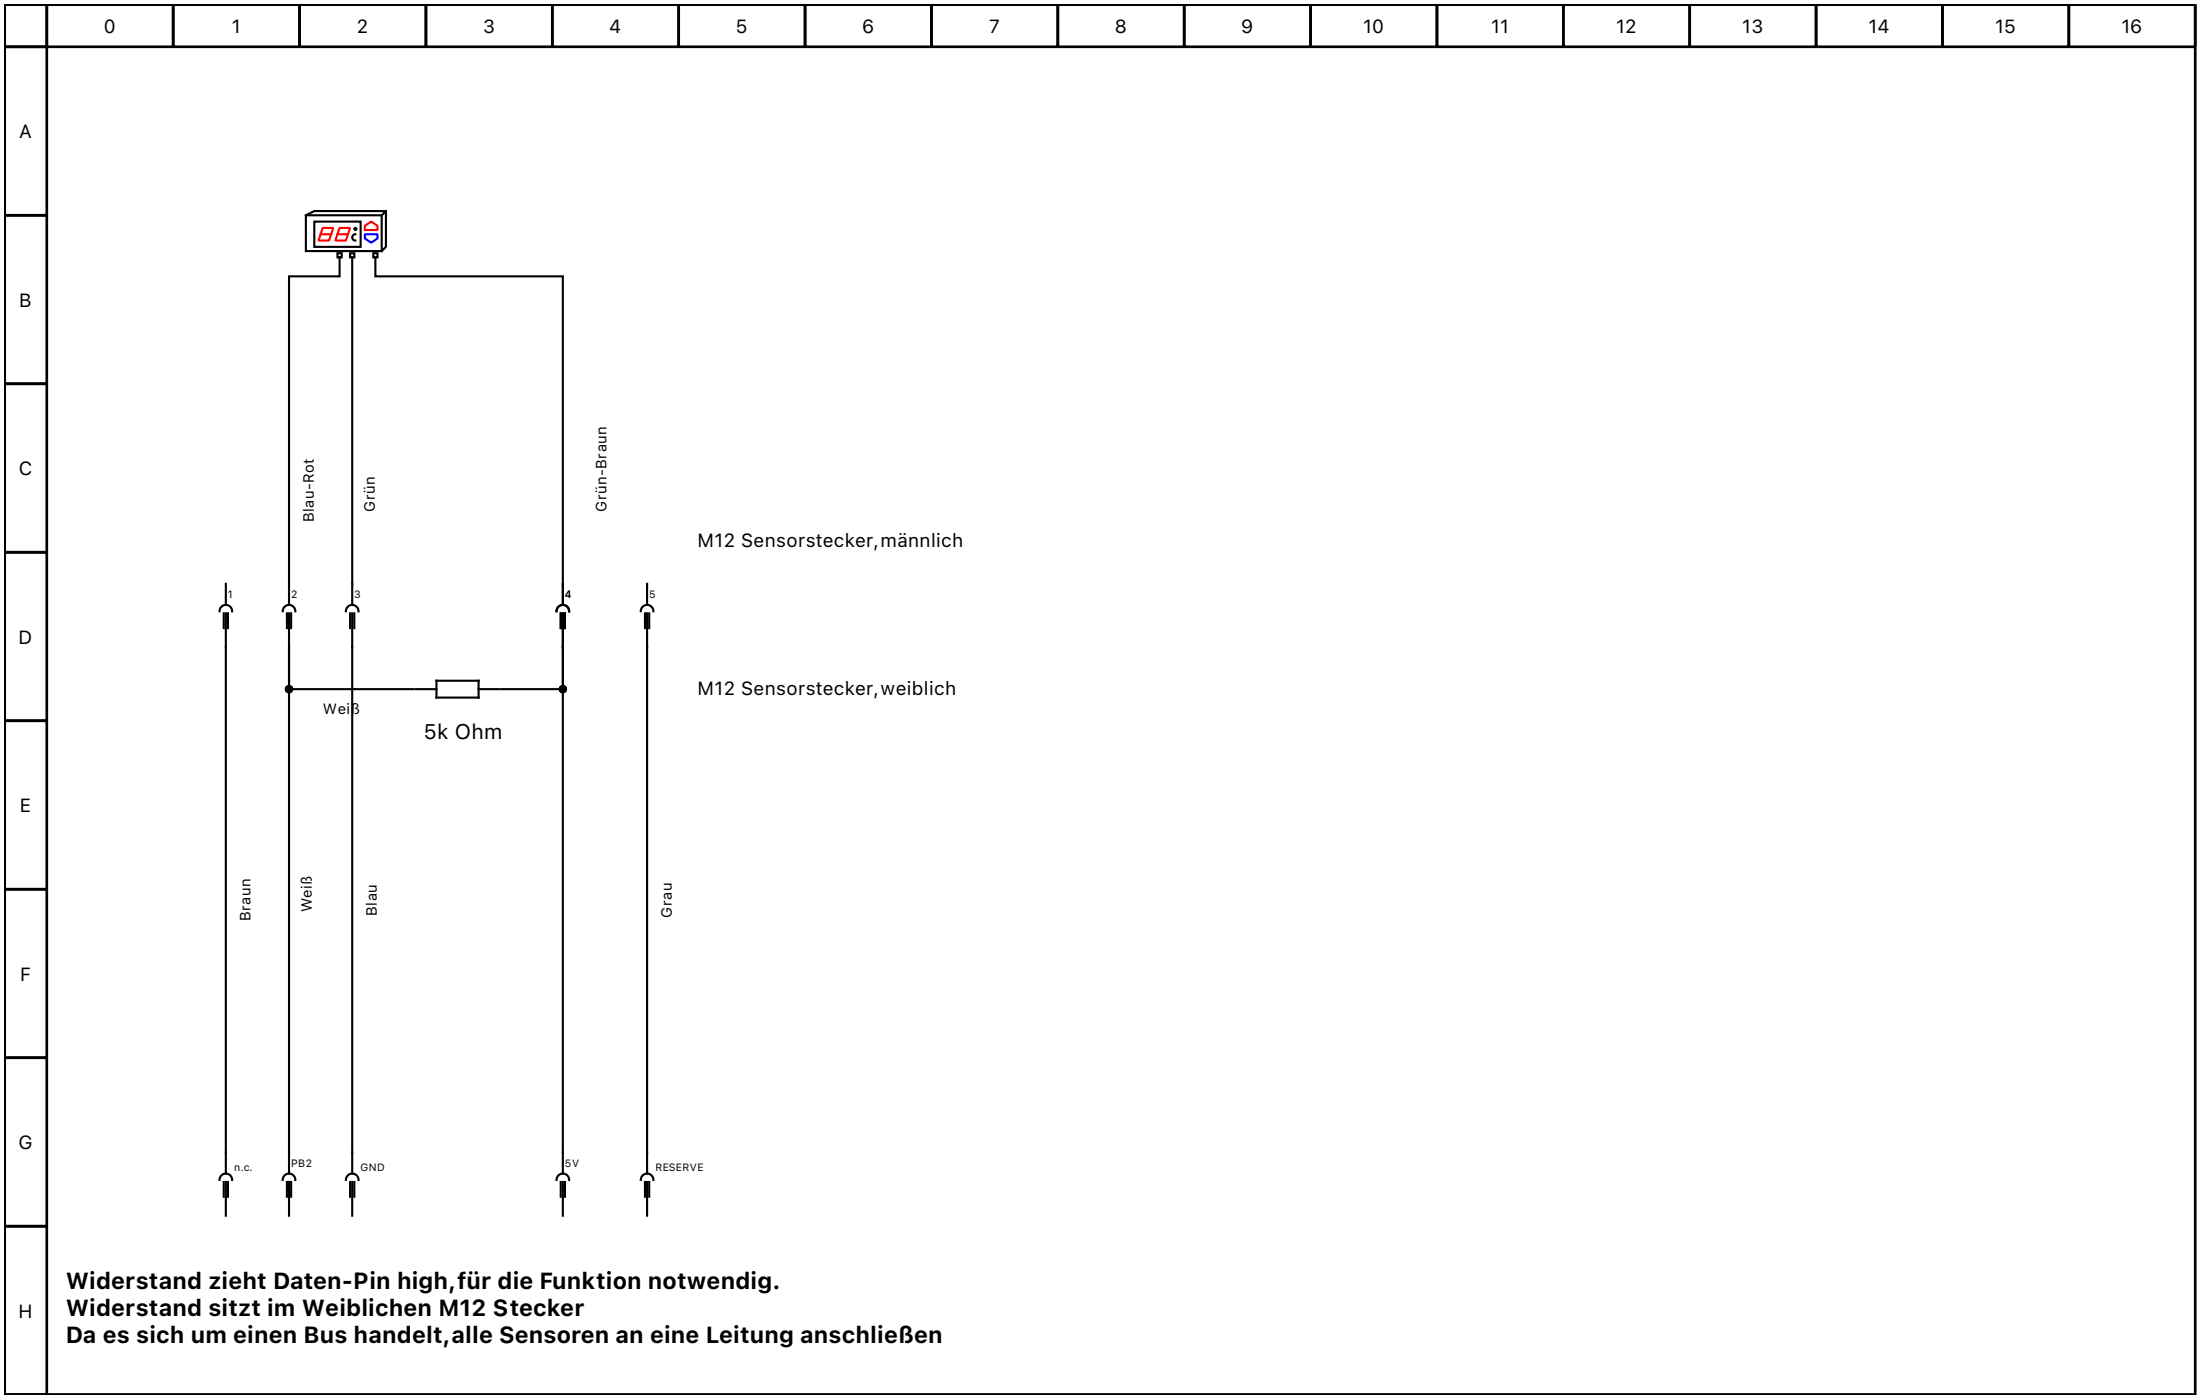 0 1 2 3 4 5 6 7 8 9 10 11 12 13 14 15 16
A
B
C
D
E
F
G
H
88:c
Blau-Rot
Grün
Grün-Braun
M12 Sensorstecker,männlich
1 2 3 4 5
M12 Sensorstecker,weiblich
Weiß
5k Ohm
Braun
Weiß
Blau
Grau
n.c. PB2 GND 5V RESERVE
Widerstand zieht Daten-Pin high,für die Funktion notwendig.
Widerstand sitzt im Weiblichen M12 Stecker
Da es sich um einen Bus handelt,alle Sensoren an eine Leitung anschließen